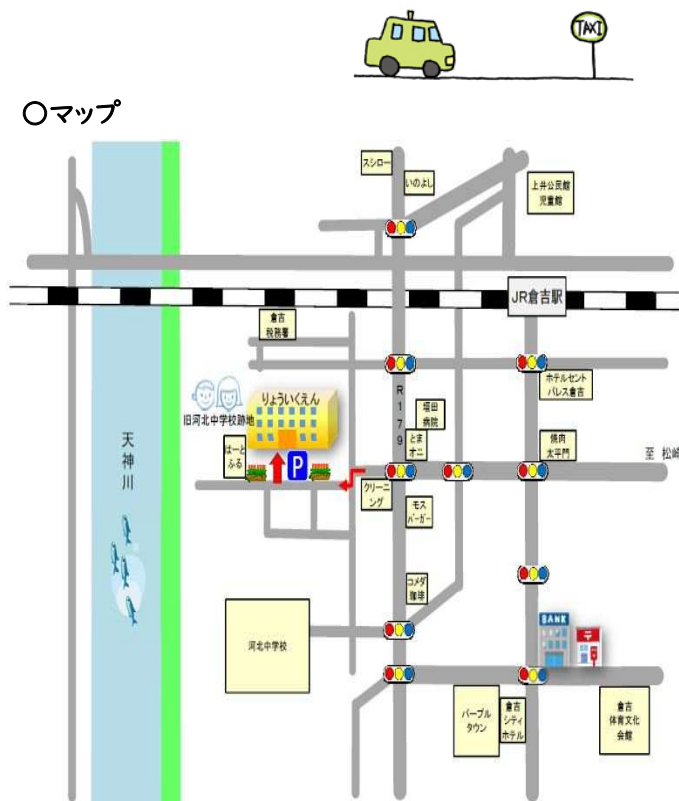 TAXI
○マップ
スシロー
いのよし
上井公民館
児童館
JR倉吉駅
倉吉
税務署
ホテルセント
パレス倉吉
りょういくえん
旧河北中学校跡地
R179
垣田
病院
とま
オニ
焼肉
太平門
至 松崎
はーと
ふる
P
クリーニ
ング
モス
バーガー
天神川
コメダ
珈琲
河北中学校
BANK
〒
パープル
タウン
倉吉
シティ
ホテル
倉吉
体育文化
会館